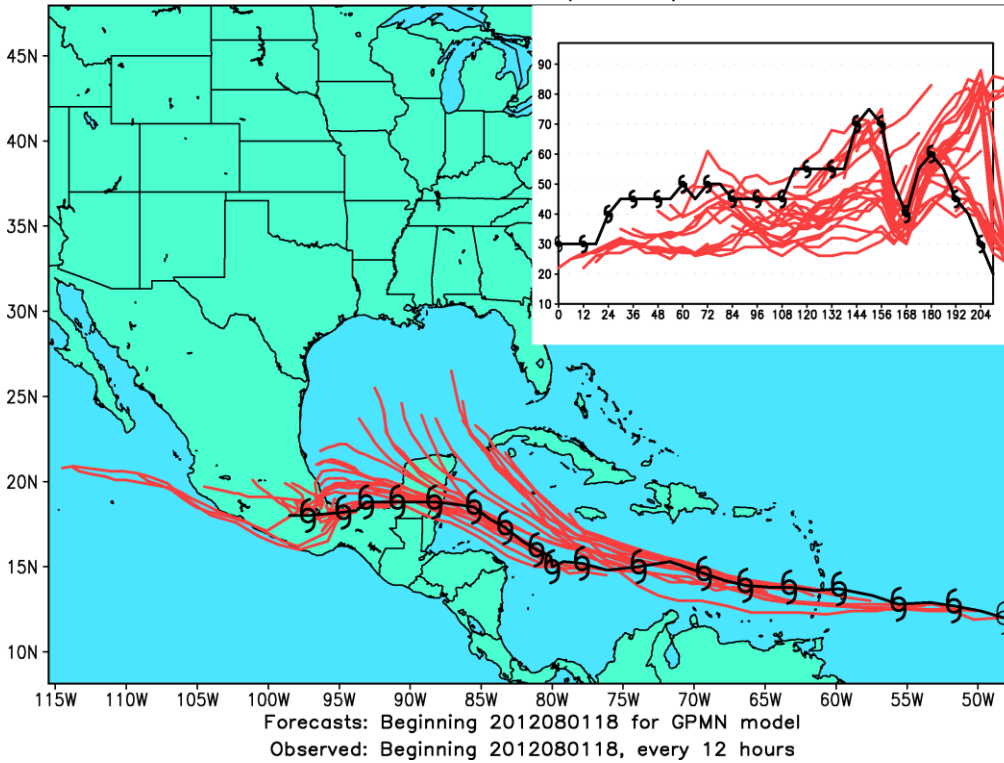 45N
40N
35N
30N
25N
20N
15N
10N
90
80
70
60
50
40
30
20
10
0 12 24 36 48 60 72 84 96 108 120 132 144 156 168 180 192 204
115W 110W 105W 100W 95W 90W 85W 80W 75W 70W 65W 60W 55W 50W
Forecasts: Beginning 2012080118 for GPMN model
Observed: Beginning 2012080118, every 12 hours